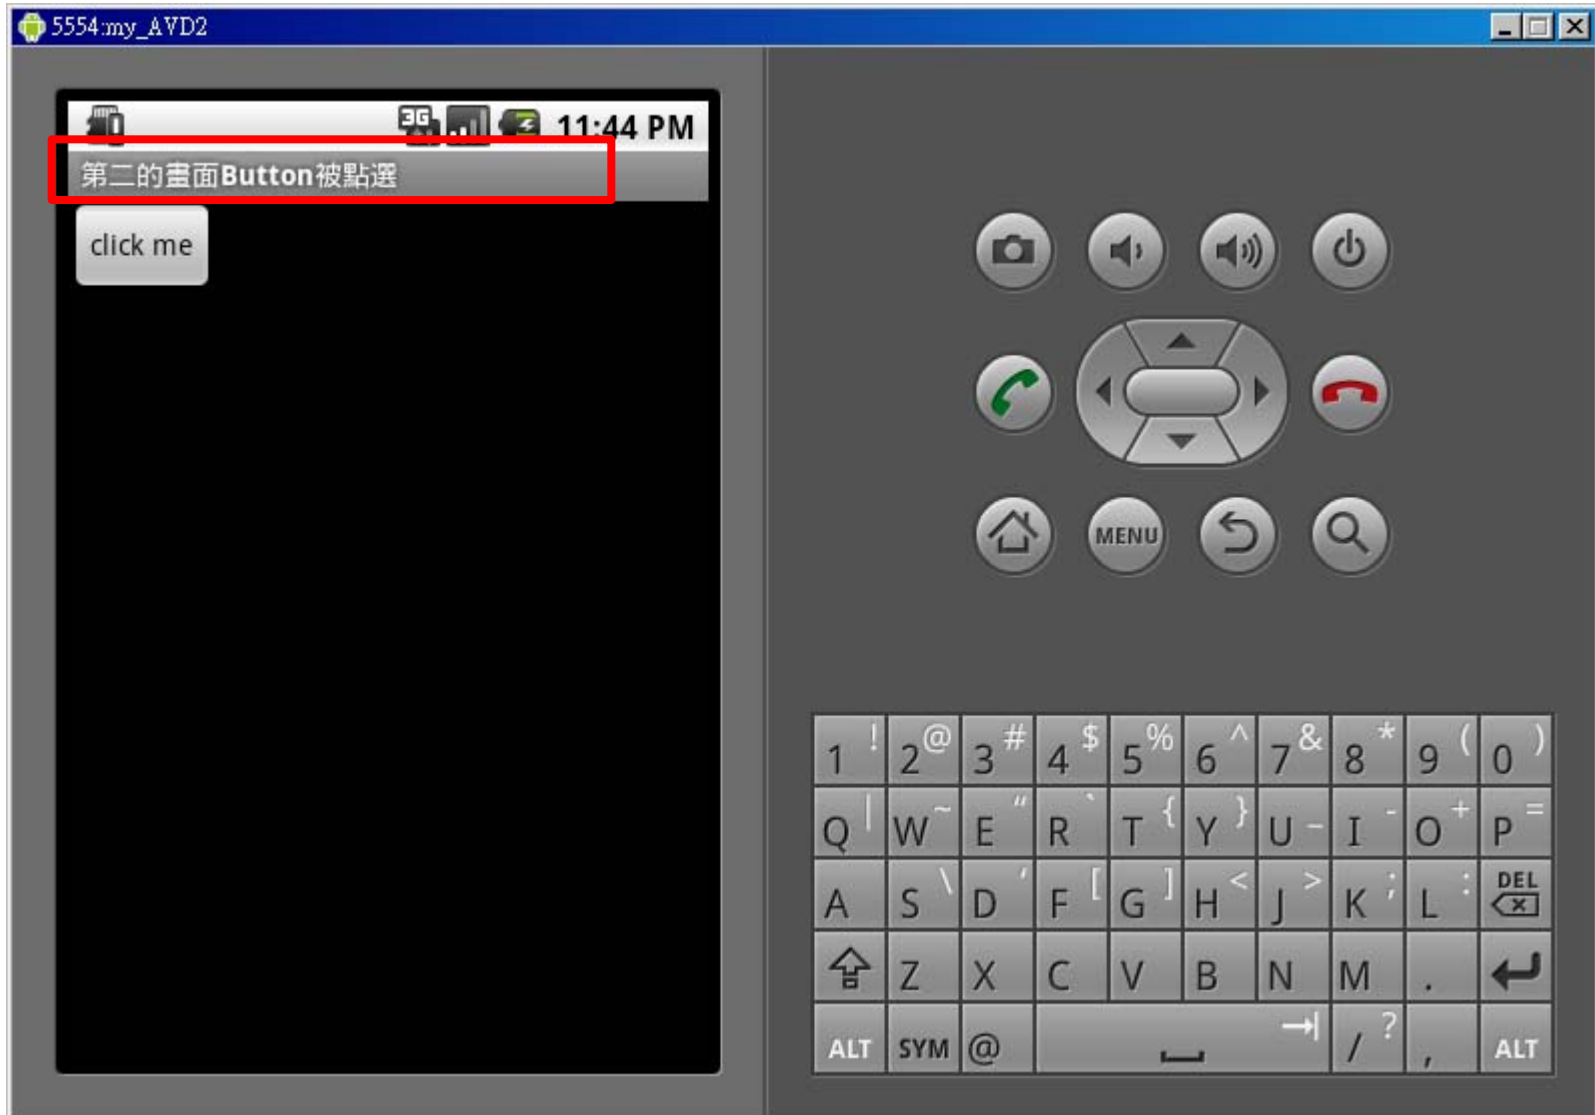 5554:my_AVD2
3G 11:44 PM
第二的畫面Button被點選
click me
MENU
1 ! 2 @ 3 # 4 $ 5 % 6 ^ 7 & 8 * 9 ( 0 )
Q | W ~ E " R ` T { Y } U _ I - O + P =
A S \ D ' F [ G ] H < J > K ; L : DEL
Z X C V B N M .
ALT SYM @ / ? , ALT